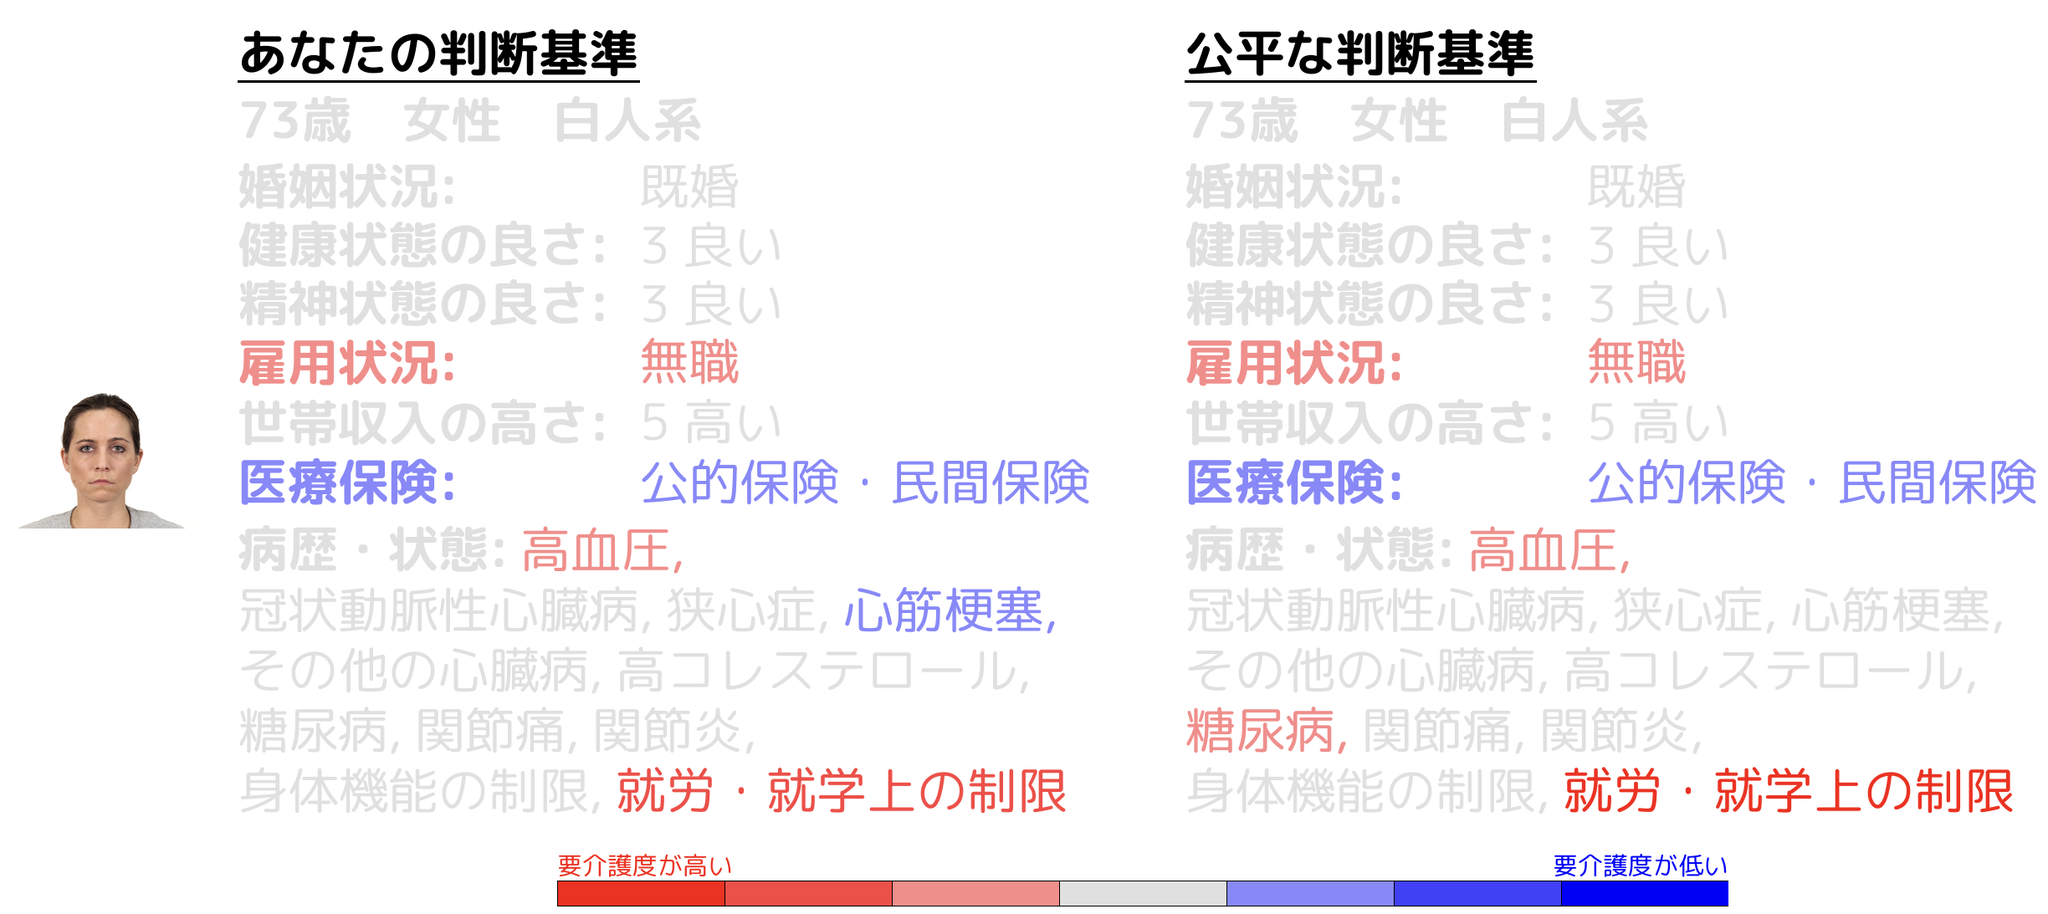 あなたの判断基準
73歳　女性　白人系
婚姻状況: 既婚
健康状態の良さ: 3 良い
精神状態の良さ: 3 良い
雇用状況: 無職
世帯収入の高さ: 5 高い
医療保険: 公的保険・民間保険
病歴・状態: 高血圧,
冠状動脈性心臓病, 狭心症, 心筋梗塞,
その他の心臓病, 高コレステロール,
糖尿病, 関節痛, 関節炎,
身体機能の制限, 就労・就学上の制限
公平な判断基準
73歳　女性　白人系
婚姻状況: 既婚
健康状態の良さ: 3 良い
精神状態の良さ: 3 良い
雇用状況: 無職
世帯収入の高さ: 5 高い
医療保険: 公的保険・民間保険
病歴・状態: 高血圧,
冠状動脈性心臓病, 狭心症, 心筋梗塞,
その他の心臓病, 高コレステロール,
糖尿病, 関節痛, 関節炎,
身体機能の制限, 就労・就学上の制限
要介護度が高い
要介護度が低い